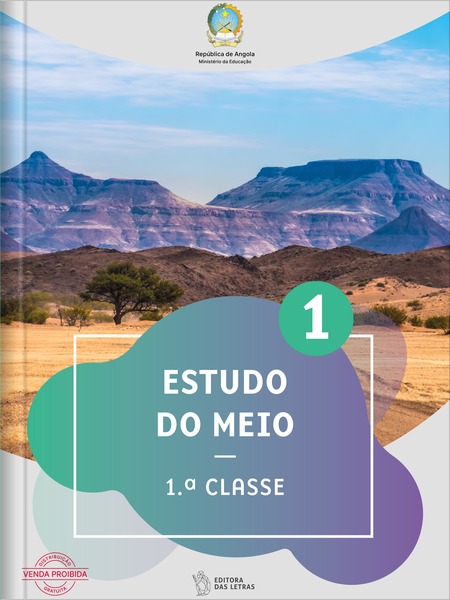 República de Angola
Ministério da Educação
1
ESTUDO
DO MEIO
1.ª CLASSE
DISTRIBUIÇÃO
VENDA PROIBIDA
GRATUITA
EDITORA
DAS LETRAS